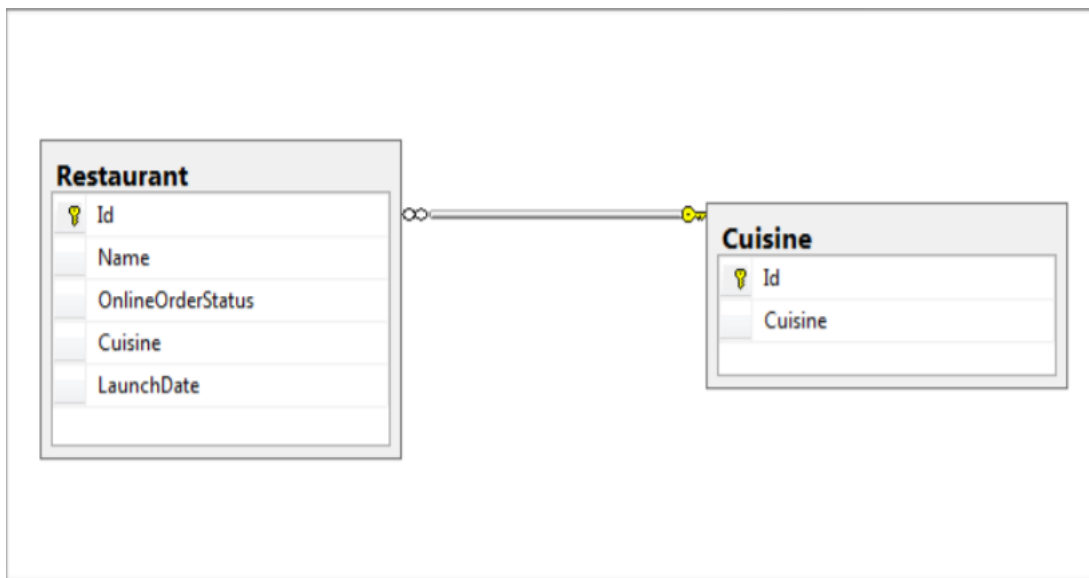 Restaurant
Id
Name
OnlineOrderStatus
Cuisine
LaunchDate
Cuisine
Id
Cuisine